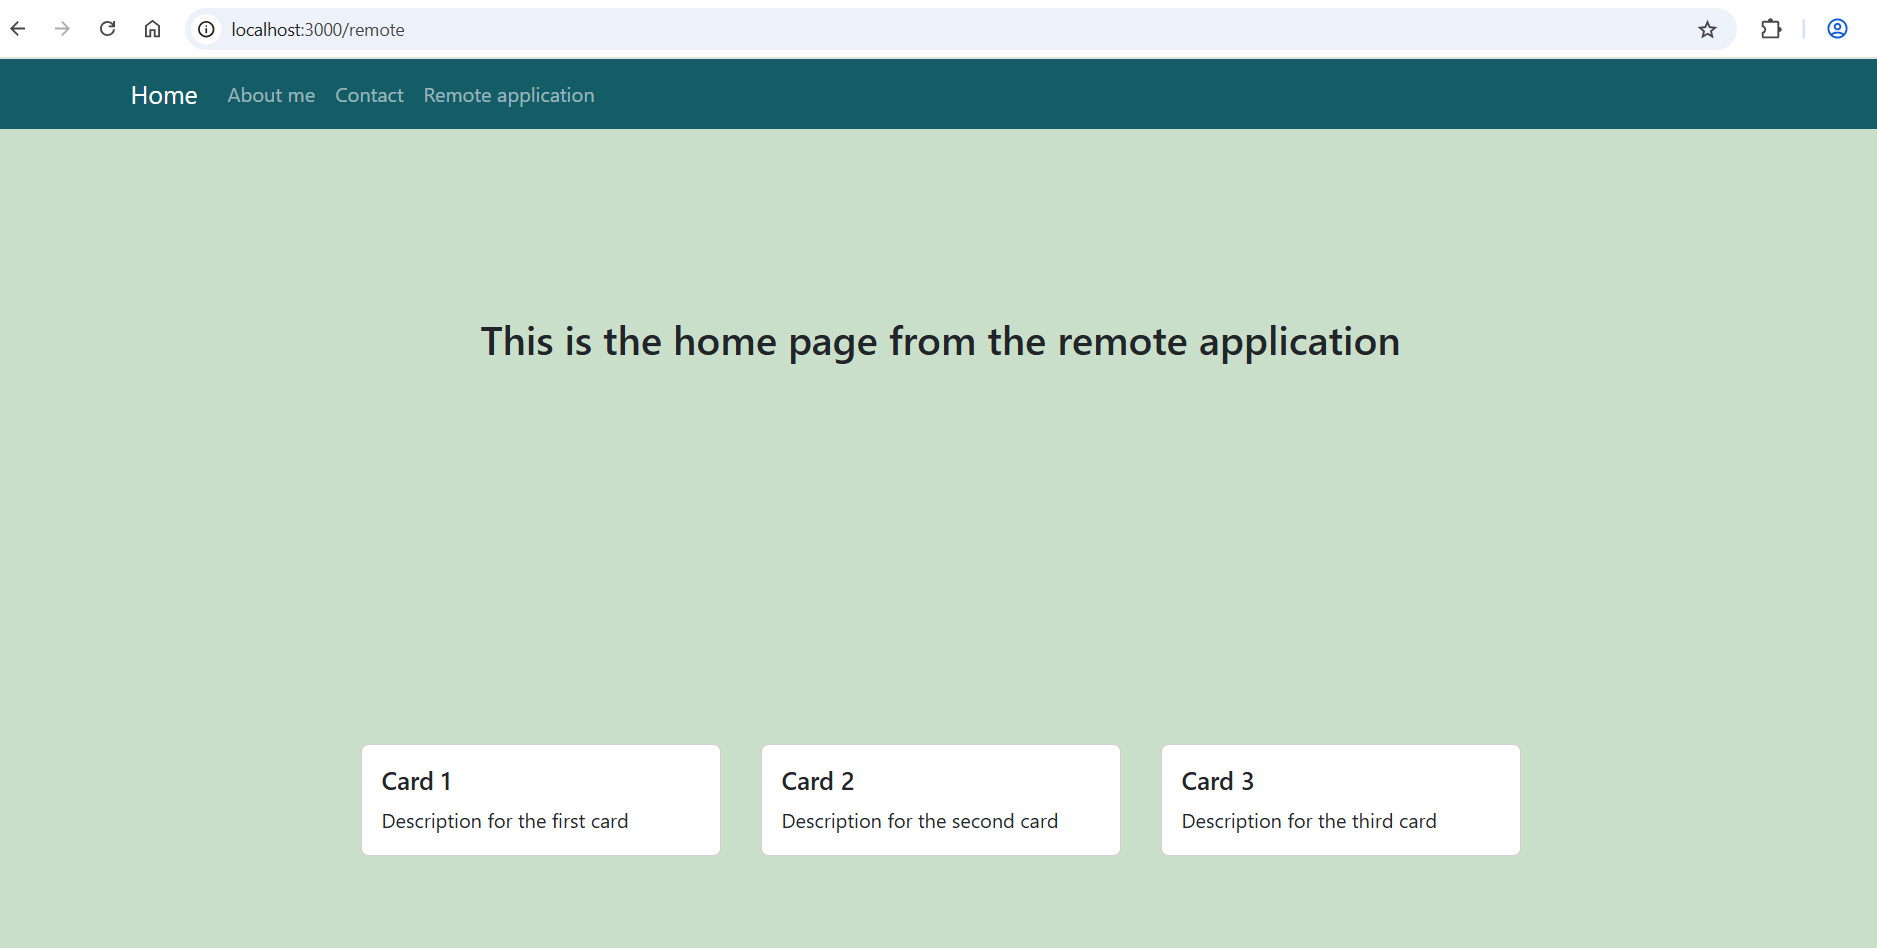 localhost:3000/remote
Home About me Contact Remote application
This is the home page from the remote application
Card 1
Description for the first card
Card 2
Description for the second card
Card 3
Description for the third card